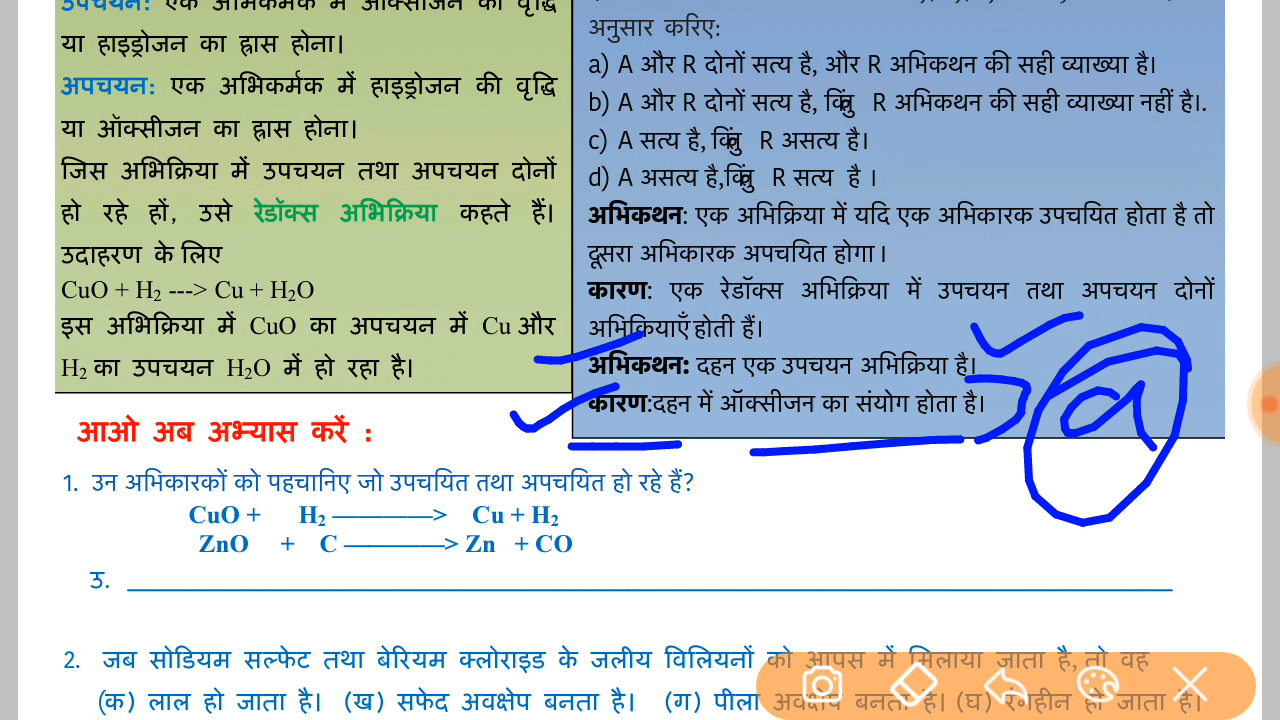 उपचयन: एक अभिकर्मक में ऑक्सीजन की वृद्धि
या हाइड्रोजन का ह्रास होना।
अपचयन: एक अभिकर्मक में हाइड्रोजन की वृद्धि
या ऑक्सीजन का ह्रास होना।
जिस अभिक्रिया में उपचयन तथा अपचयन दोनों
हो रहे हों, उसे रेडॉक्स अभिक्रिया कहते हैं।
उदाहरण के लिए
CuO + H₂ ---> Cu + H₂O
इस अभिक्रिया में CuO का अपचयन में Cu और
H₂ का उपचयन H₂O में हो रहा है।
अनुसार करिए:
a) A और R दोनों सत्य है, और R अभिकथन की सही व्याख्या है।
b) A और R दोनों सत्य है, किंतु R अभिकथन की सही व्याख्या नहीं है।.
c) A सत्य है, किंतु R असत्य है।
d) A असत्य है,किंतु R सत्य है ।
अभिकथन: एक अभिक्रिया में यदि एक अभिकारक उपचयित होता है तो
दूसरा अभिकारक अपचयित होगा ।
कारण: एक रेडॉक्स अभिक्रिया में उपचयन तथा अपचयन दोनों
अभिकियाएँ होती हैं।
अभिकथन: दहन एक उपचयन अभिक्रिया है।
कारण:दहन में ऑक्सीजन का संयोग होता है।
a
आओ अब अभ्यास करें :
1. उन अभिकारकों को पहचानिए जो उपचयित तथा अपचयित हो रहे हैं?
CuO + H₂ ————> Cu + H₂
ZnO + C ————> Zn + CO
उ.
2. जब सोडियम सल्फेट तथा बेरियम क्लोराइड के जलीय विलियनों को आपस में मिलाया जाता है, तो वह
(क) लाल हो जाता है। (ख) सफेद अवक्षेप बनता है। (ग) पीला अवक्षेप बनता है। (घ) रंगहीन हो जाता है।